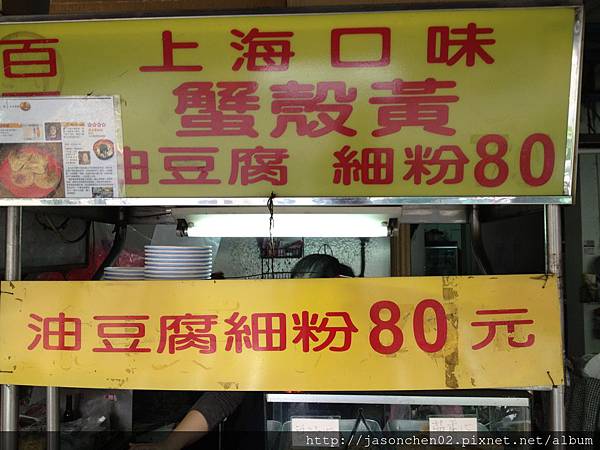 百 上海口味
蟹殼黃
油豆腐 細粉80
油豆腐細粉80元
http://jasonchen02.pixnet.net/album